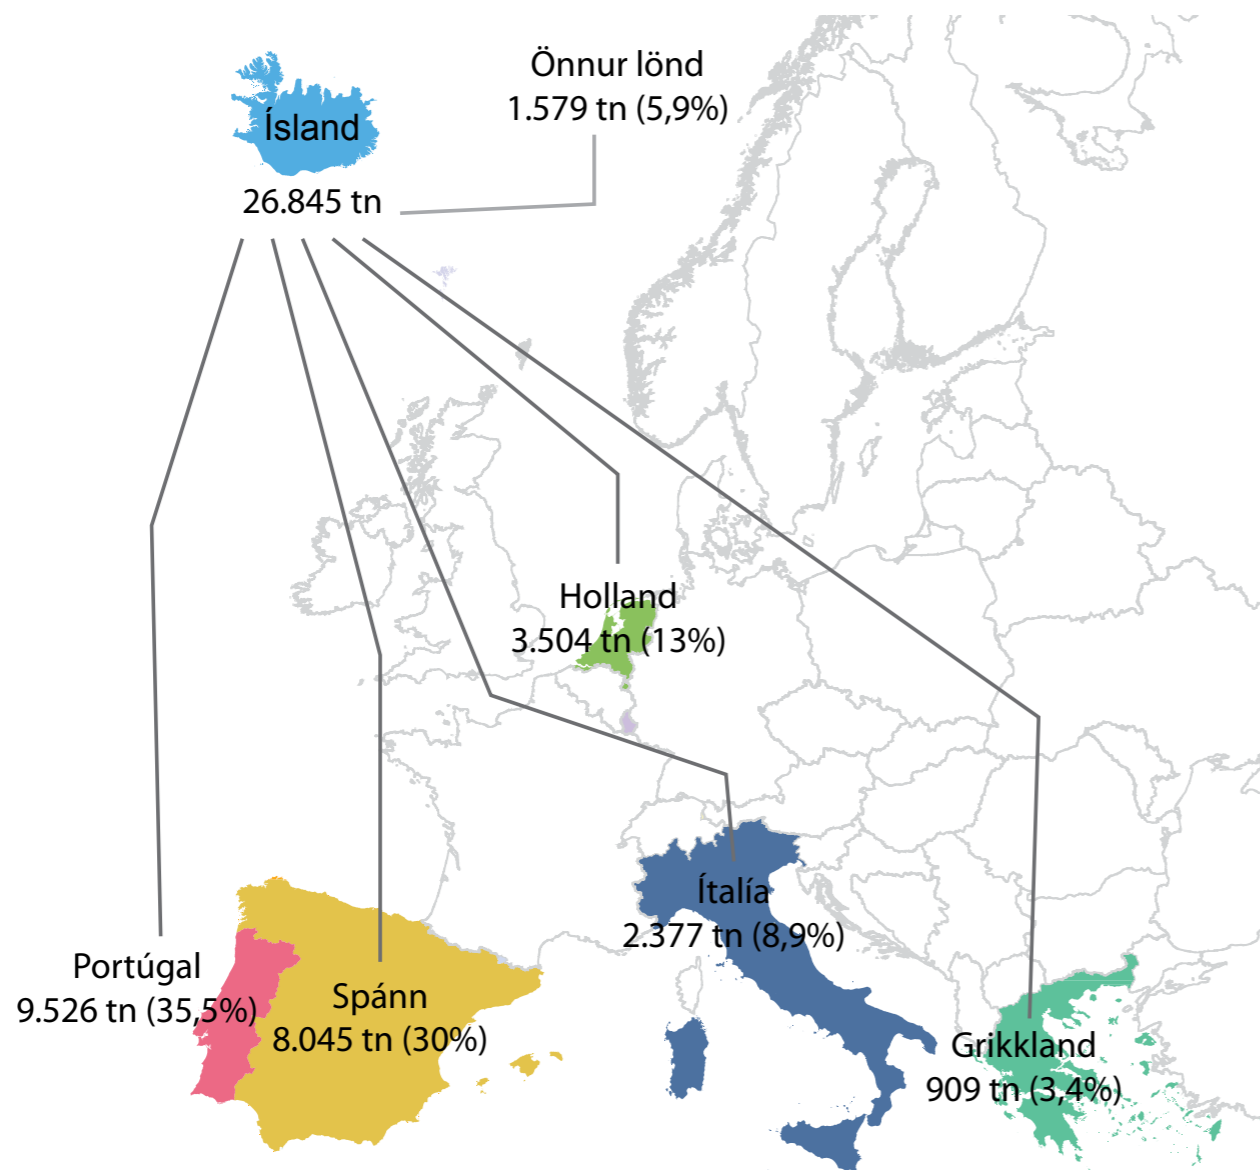 Önnur lönd
1.579 tn (5,9%)
Ísland
26.845 tn
Holland
3.504 tn (13%)
Ítalía
2.377 tn (8,9%)
Portúgal
9.526 tn (35,5%)
Spánn
8.045 tn (30%)
Grikkland
909 tn (3,4%)